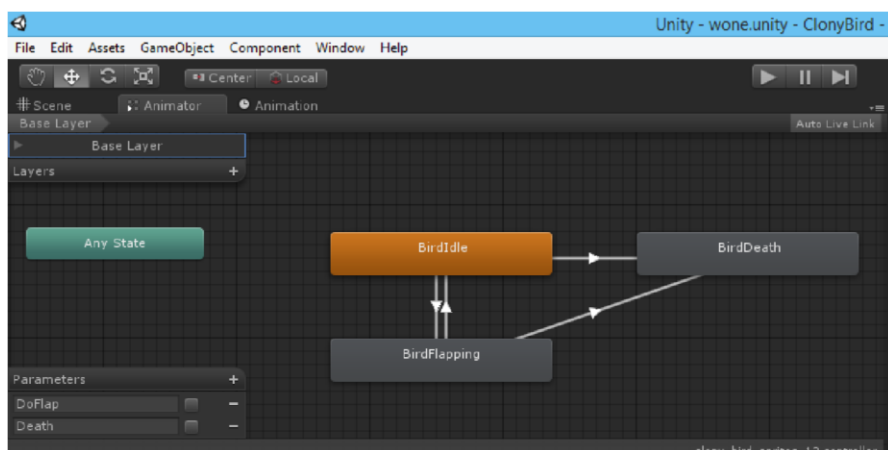 Unity - wone.unity - ClonyBird -
File Edit Assets GameObject Component Window Help
Center Local
Scene Animator Animation
Base Layer Auto Live Link
Base Layer
Layers +
Any State
BirdIdle BirdDeath
BirdFlapping
Parameters +
DoFlap -
Death -